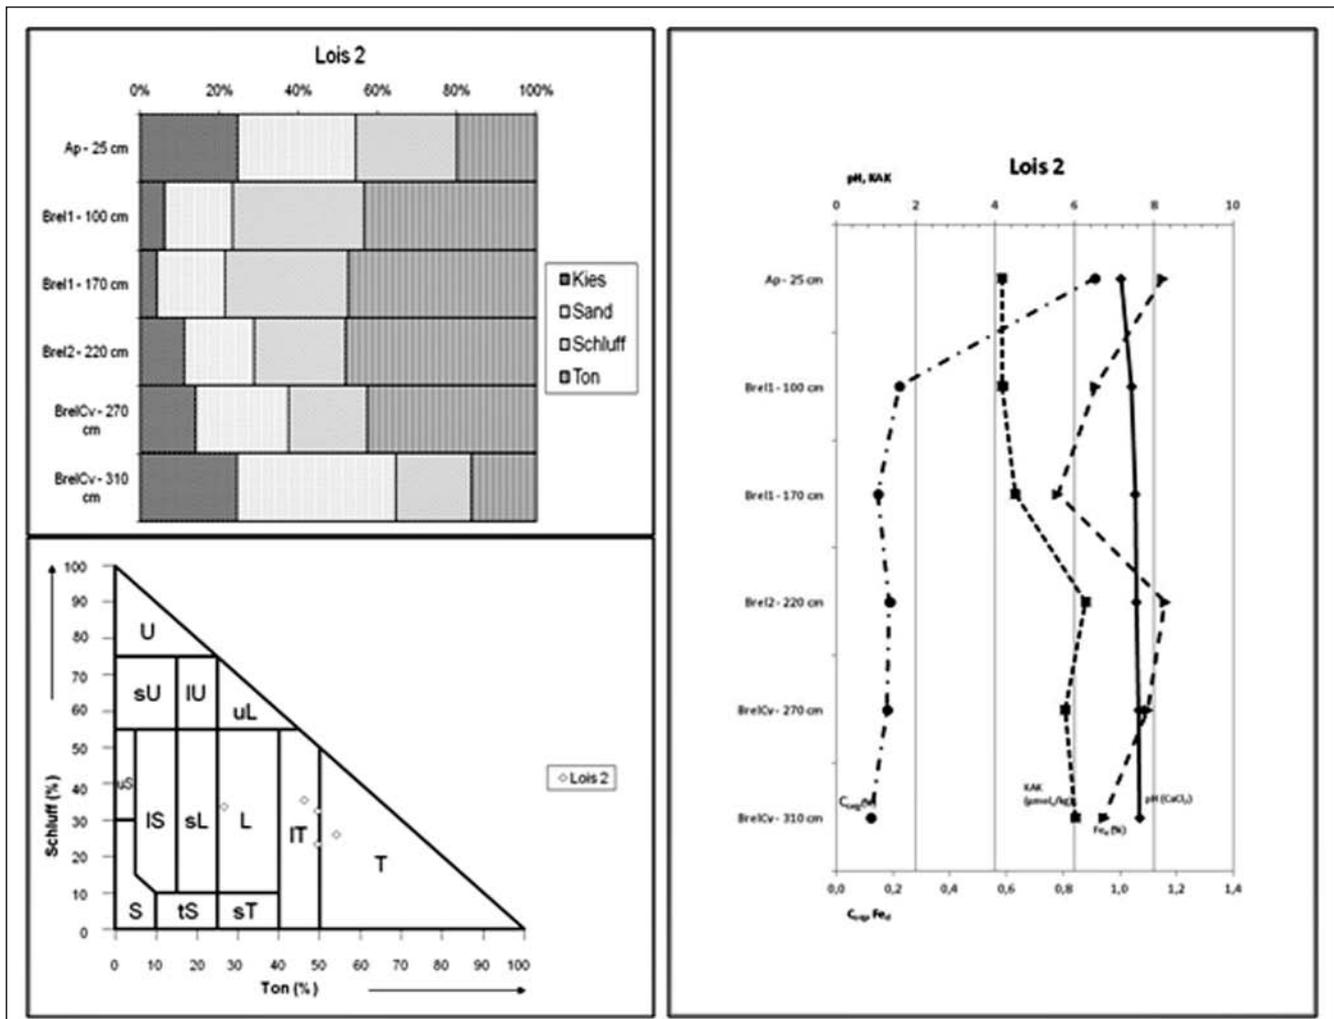 Lois 2
0% 20% 40% 60% 80% 100%
Ap - 25 cm
Brel1 - 100 cm
Brel1 - 170 cm
Brel2 - 220 cm
BrelCv - 270
cm
BrelCv - 310
cm
Kies
Sand
Schluff
Ton
100
90
80
70
60
50
40
30
20
10
0
Schluff (%)
U
sU lU
uL
uS
lS sL L lT
T
S tS sT
Lois 2
0 10 20 30 40 50 60 70 80 90 100
Ton (%)
Lois 2
pH, KAK
0 2 4 6 8 10
Ap - 25 cm
Brel1 - 100 cm
Brel1 - 170 cm
Brel2 - 220 cm
BrelCv - 270 cm
BrelCv - 310 cm
KAK
pH (CaCl₂)
Fe_d (%)
0,0 0,2 0,4 0,6 0,8 1,0 1,2 1,4
C_org, Fe_d